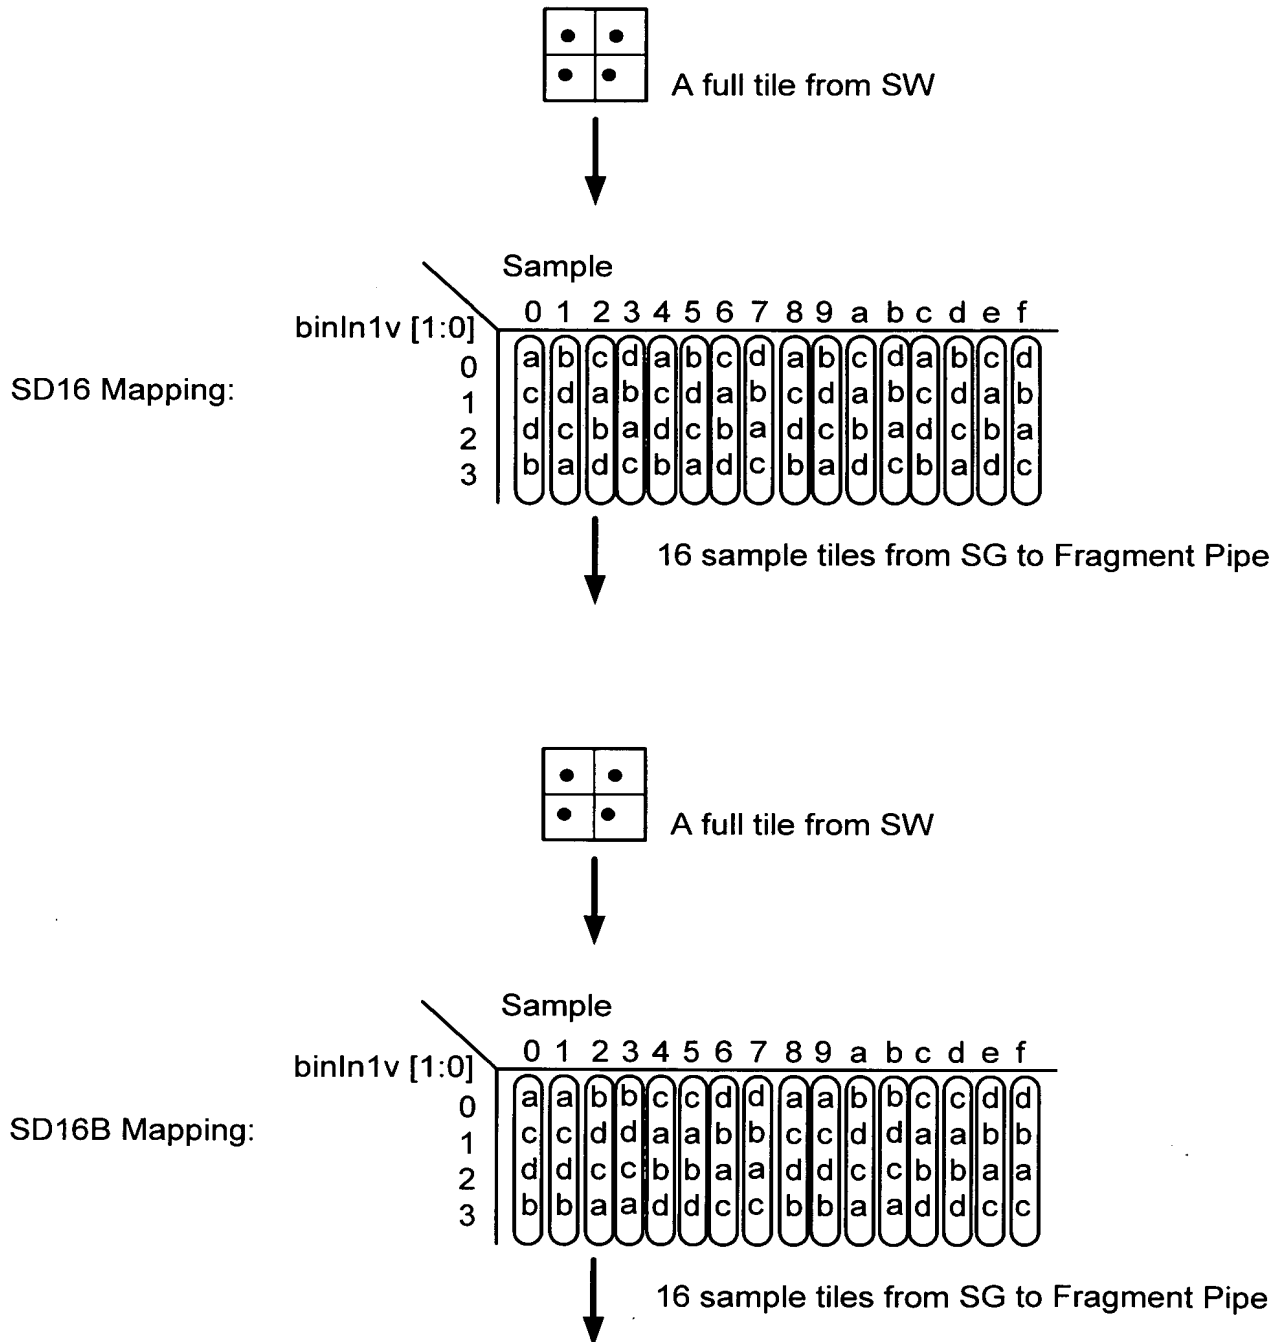 A full tile from SW
Sample
0 1 2 3 4 5 6 7 8 9 a b c d e f
binIn1v [1:0]
0 a b c d a b c d a b c d a b c d
SD16 Mapping:
1 c d a b c d a b c d a b c d a b
2 d c b a d c b a d c b a d c b a
3 b a d c b a d c b a d c b a d c
16 sample tiles from SG to Fragment Pipe
A full tile from SW
Sample
0 1 2 3 4 5 6 7 8 9 a b c d e f
binIn1v [1:0]
0 a a b b c c d d a a b b c c d d
SD16B Mapping:
1 c c d d a a b b c c d d a a b b
2 d d c c b b a a d d c c b b a a
3 b b a a d d c c b b a a d d c c
16 sample tiles from SG to Fragment Pipe